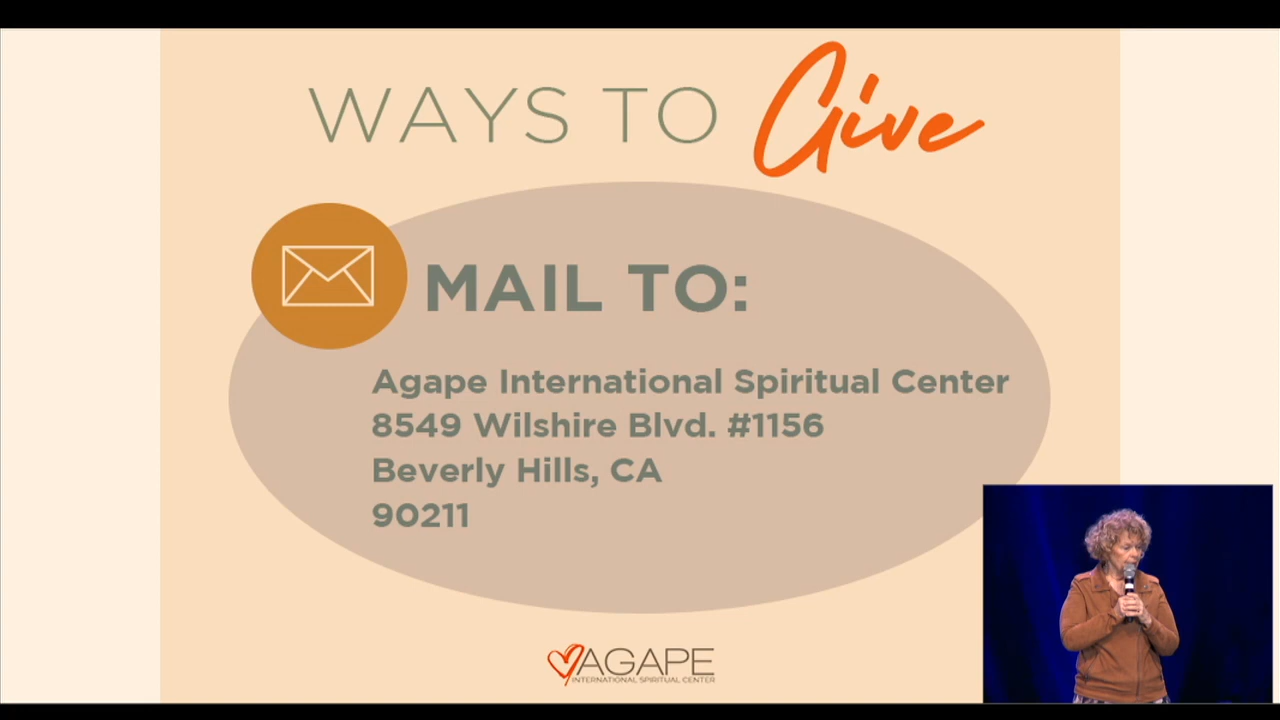 WAYS TO Give
MAIL TO:
Agape International Spiritual Center
8549 Wilshire Blvd. #1156
Beverly Hills, CA
90211
AGAPE
INTERNATIONAL SPIRITUAL CENTER